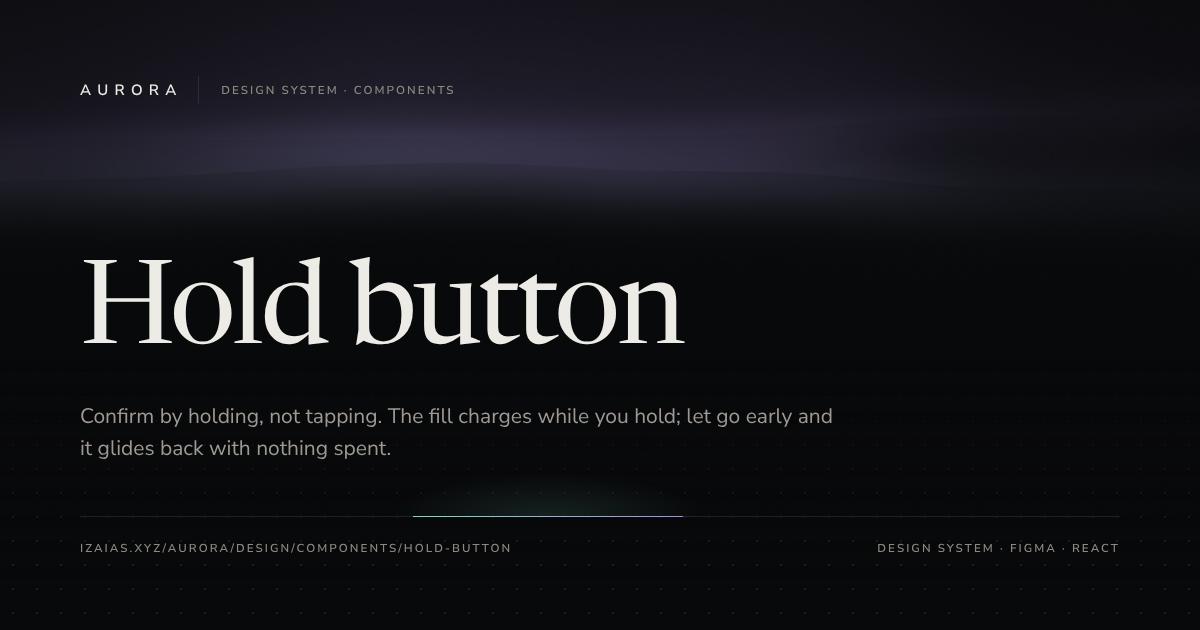 AURORA
DESIGN SYSTEM · COMPONENTS
Hold button
Confirm by holding, not tapping. The fill charges while you hold; let go early and
it glides back with nothing spent.
IZAIAS.XYZ/AURORA/DESIGN/COMPONENTS/HOLD-BUTTON
DESIGN SYSTEM · FIGMA · REACT